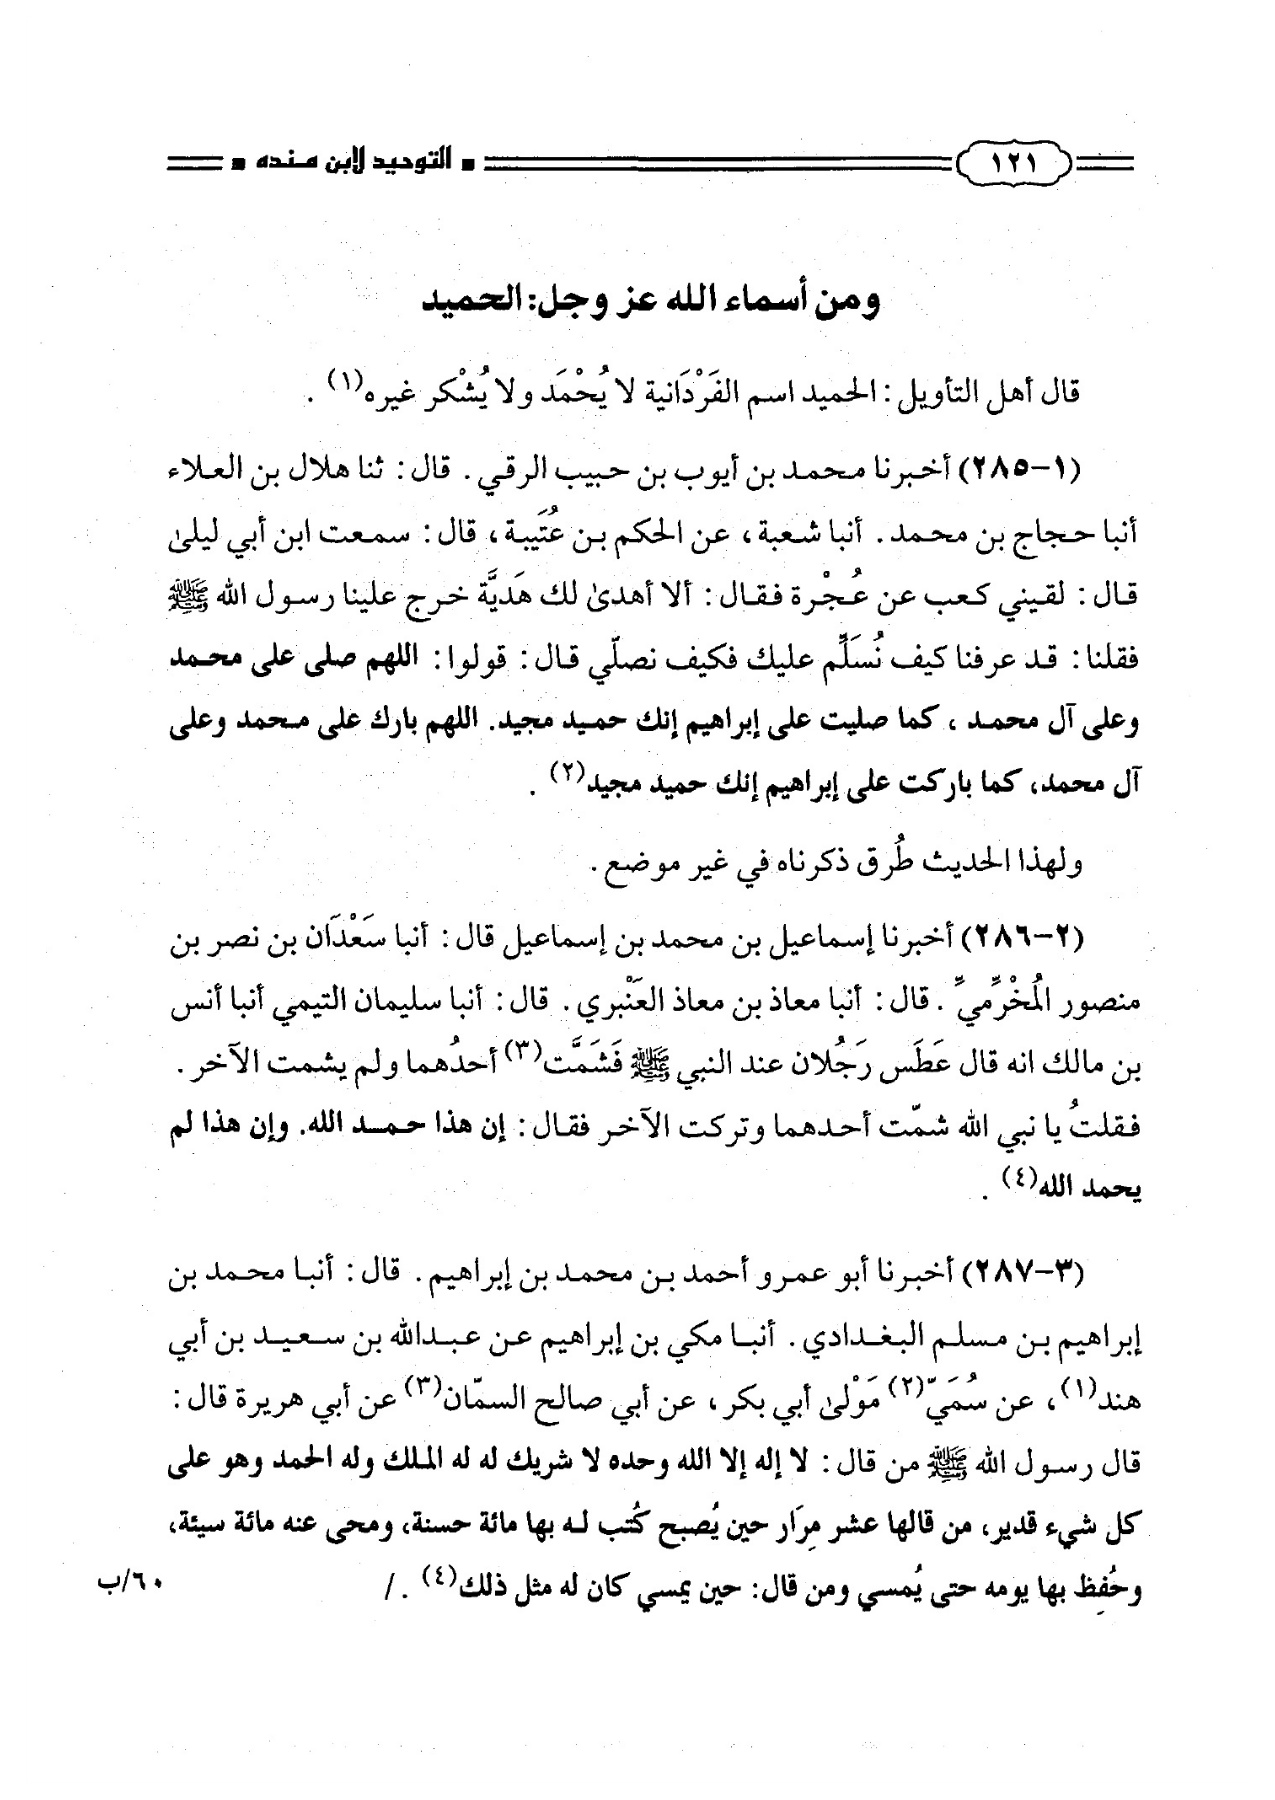 ١٢١ ■ التوحيد لابن منده ■
ومن أسماء الله عز وجل: الحميد
قال أهل التأويل: الحميد اسم الفَرْدَانية لا يُحْمَد ولا يُشْكر غيره(١) .
(١-٢٨٥) أخبرنا محمد بن أيوب بن حبيب الرقي. قال: ثنا هلال بن العلاء
أنبا حجاج بن محمد. أنبا شعبة، عن الحكم بن عُتَيبة، قال: سمعت ابن أبي ليلىٰ
قال: لقيني كعب عن عُجْرة فقال: ألا أهدىٰ لك هَديَّة خرج علينا رسول الله ﷺ
فقلنا: قد عرفنا كيف نُسَلِّم عليك فكيف نصلّي قال: قولوا: اللهم صلى على محمد
وعلى آل محمد ، كما صليت على إبراهيم إنك حميد مجيد. اللهم بارك على محمد وعلى
آل محمد، كما باركت على إبراهيم إنك حميد مجيد(٢) .
ولهذا الحديث طُرق ذكرناه في غير موضع.
(٢-٢٨٦) أخبرنا إسماعيل بن محمد بن إسماعيل قال: أنبا سَعْدَان بن نصر بن
منصور المُخْرِّميِّ . قال: أنبا معاذ بن معاذ العَنْبري. قال: أنبا سليمان التيمي أنبا أنس
بن مالك انه قال عَطَس رَجُلان عند النبي ﷺ فَشَمَّت(٣) أحدُهما ولم يشمت الآخر.
فقلتُ يا نبي الله شمّت أحدهما وتركت الآخر فقال: إن هذا حمد الله. وإن هذا لم
يحمد الله(٤) .
(٣-٢٨٧) أخبرنا أبو عمرو أحمد بن محمد بن إبراهيم. قال: أنبا محمد بن
إبراهيم بن مسلم البغدادي. أنبا مكي بن إبراهيم عن عبدالله بن سعيد بن أبي
هند(١)، عن سُمَيّ(٢) مَوْلىٰ أبي بكر، عن أبي صالح السمّان(٣) عن أبي هريرة قال:
قال رسول الله ﷺ من قال: لا إله إلا الله وحده لا شريك له له الملك وله الحمد وهو على
كل شيء قدير، من قالها عشر مِرَار حين يُصبح كُتب له بها مائة حسنة، ومحى عنه مائة سيئة،
وحُفِظ بها يومه حتى يُمسي ومن قال: حين يمسي كان له مثل ذلك(٤) ./ ٦٠/ب